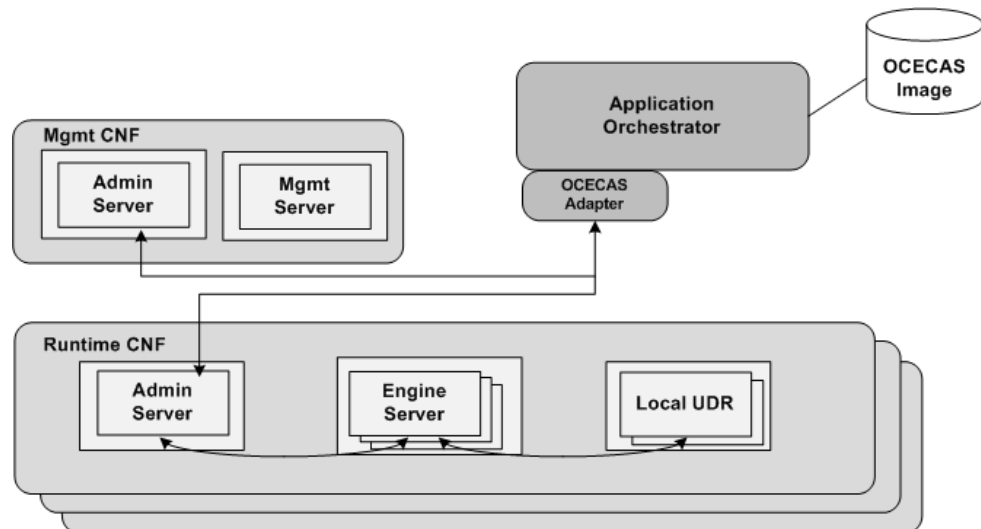 OCECAS
Image
Application
Orchestrator
OCECAS
Adapter
Mgmt CNF
Admin
Server
Mgmt
Server
Runtime CNF
Admin
Server
Engine
Server
Local UDR